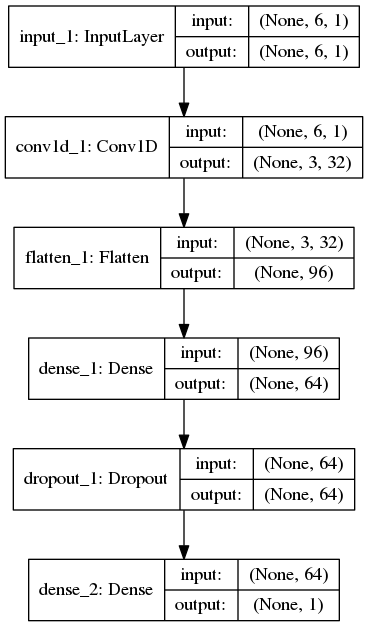 input_1: InputLayer
input: (None, 6, 1)
output: (None, 6, 1)
conv1d_1: Conv1D
input: (None, 6, 1)
output: (None, 3, 32)
flatten_1: Flatten
input: (None, 3, 32)
output: (None, 96)
dense_1: Dense
input: (None, 96)
output: (None, 64)
dropout_1: Dropout
input: (None, 64)
output: (None, 64)
dense_2: Dense
input: (None, 64)
output: (None, 1)